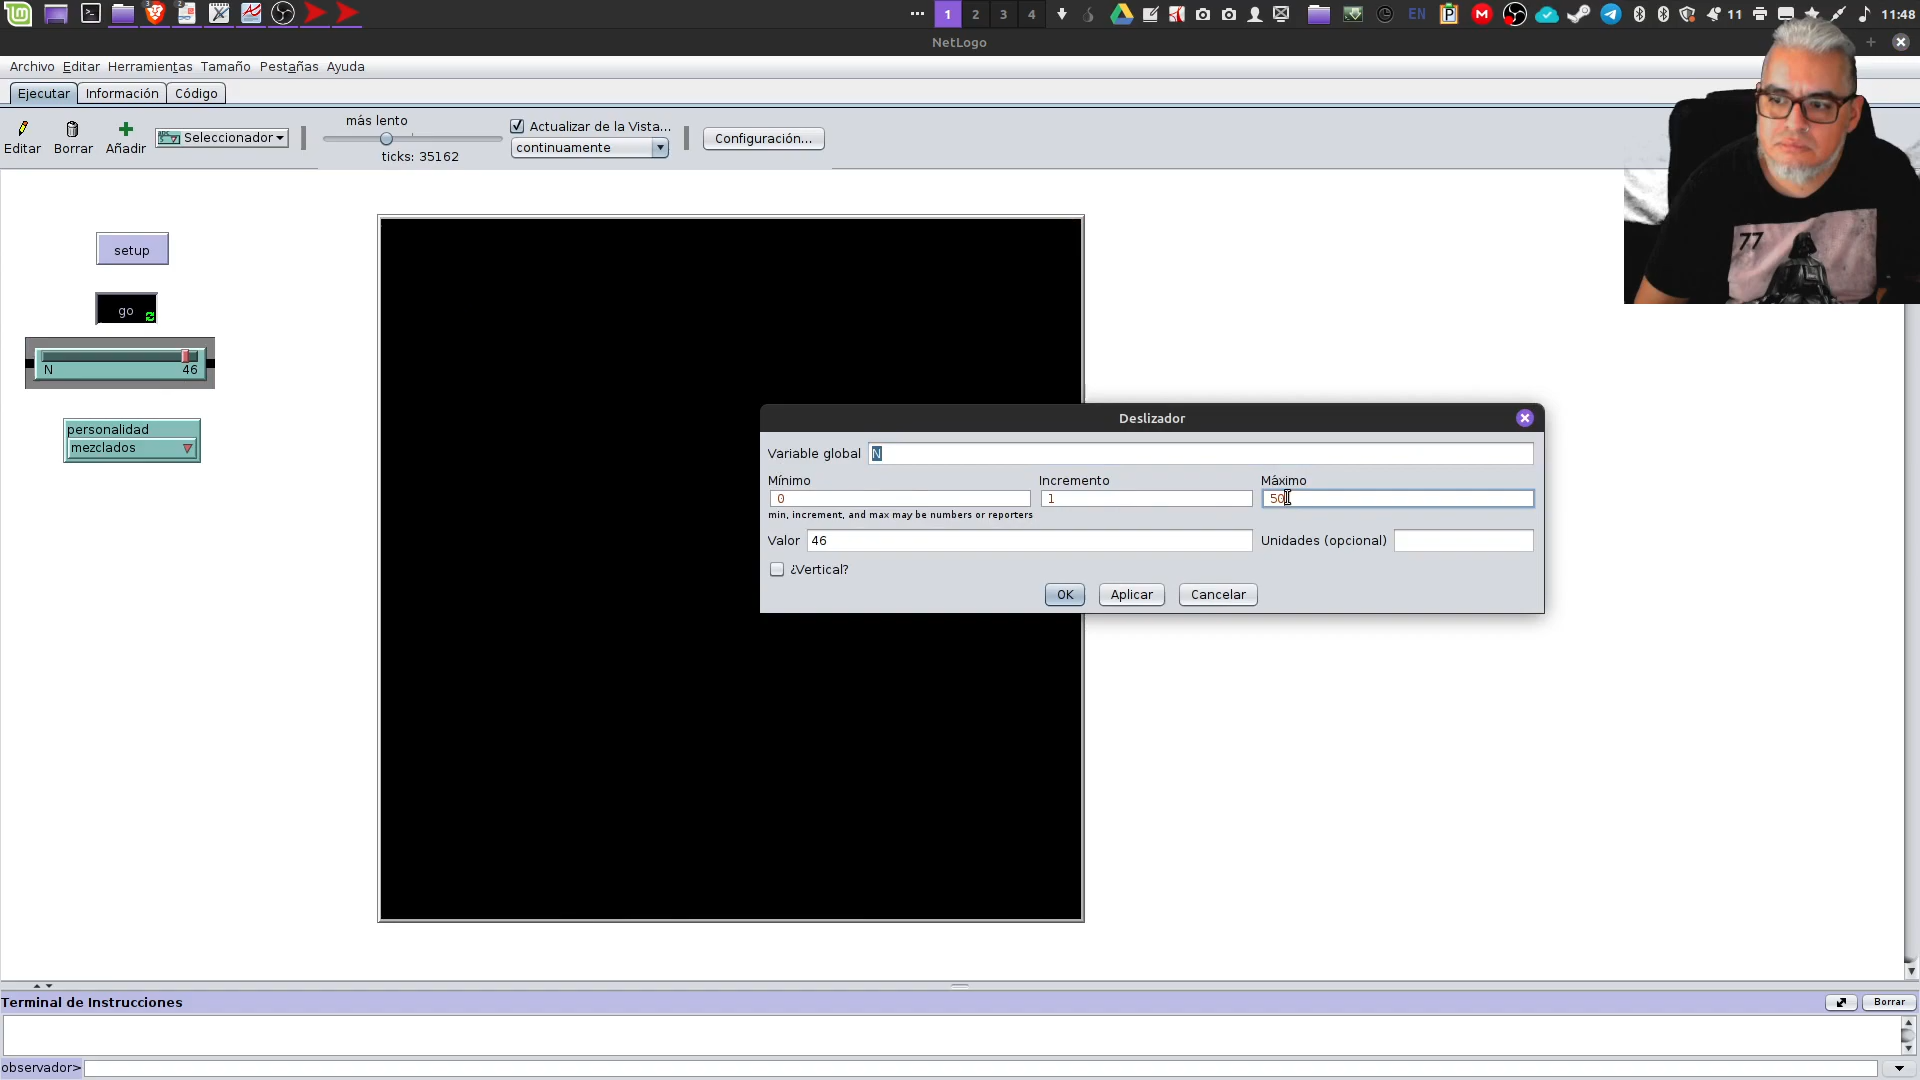 1 2 3 4 EN 11 11:48
NetLogo
Archivo Editar Herramientas Tamaño Pestañas Ayuda
Ejecutar Información Código
más lento
Actualizar de la Vista...
Editar Borrar Añadir Seleccionador
continuamente
Configuración...
ticks: 35162
setup
go
N 46
personalidad
mezclados
77
Deslizador
Variable global N
Mínimo Incremento Máximo
0 1 50
min, increment, and max may be numbers or reporters
Valor 46 Unidades (opcional)
¿Vertical?
OK Aplicar Cancelar
Terminal de Instrucciones Borrar
observador>